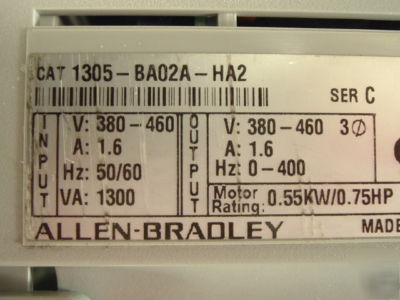 CAT 1305-BA02A-HA2
SER C
INPUT
V: 380-460
A: 1.6
Hz: 50/60
VA: 1300
OUTPUT
V: 380-460 3Ø
A: 1.6
Hz: 0-400
Motor Rating: 0.55KW/0.75HP
ALLEN-BRADLEY
MADE